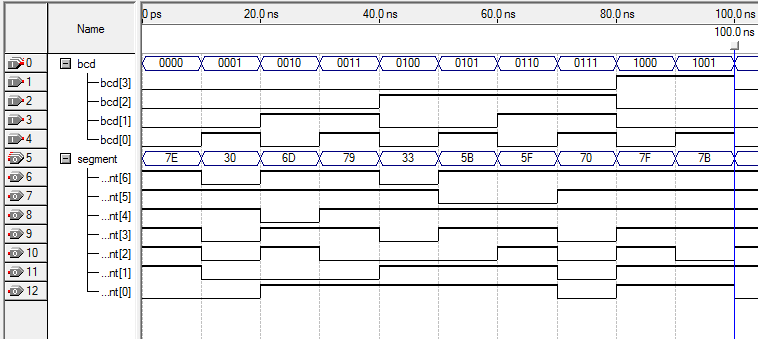 Name
0 ps 20.0 ns 40.0 ns 60.0 ns 80.0 ns 100.0 ns
100.0 ns
0 bcd 0000 0001 0010 0011 0100 0101 0110 0111 1000 1001
1 bcd[3]
2 bcd[2]
3 bcd[1]
4 bcd[0]
5 segment 7E 30 6D 79 33 5B 5F 70 7F 7B
6 ...nt[6]
7 ...nt[5]
8 ...nt[4]
9 ...nt[3]
10 ...nt[2]
11 ...nt[1]
12 ...nt[0]